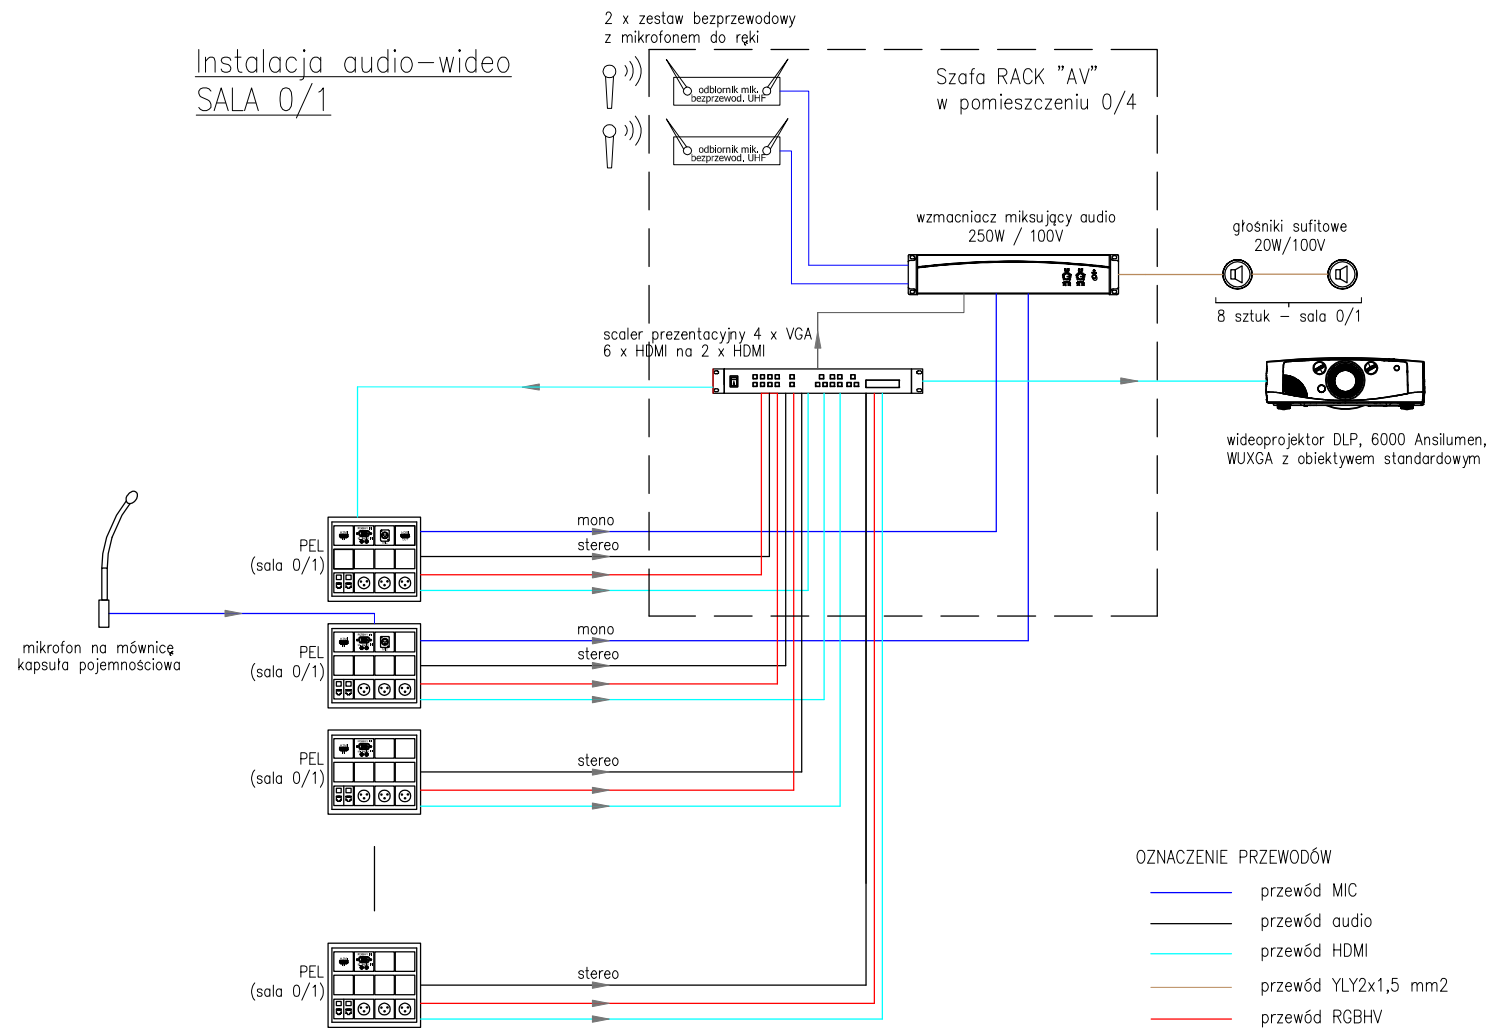 Instalacja audio-wideo
SALA 0/1
2 x zestaw bezprzewodowy
z mikrofonem do ręki
odbiornik mik.
bezprzewod. UHF
odbiornik mik.
bezprzewod. UHF
Szafa RACK "AV"
w pomieszczeniu 0/4
wzmacniacz miksujący audio
250W / 100V
głośniki sufitowe
20W/100V
8 sztuk – sala 0/1
scaler prezentacyjny 4 x VGA
6 x HDMI na 2 x HDMI
wideoprojektor DLP, 6000 Ansilumen,
WUXGA z obiektywem standardowym
mono
stereo
PEL
(sala 0/1)
mikrofon na mównicę
kapsuła pojemnościowa
mono
stereo
PEL
(sala 0/1)
stereo
PEL
(sala 0/1)
stereo
PEL
(sala 0/1)
OZNACZENIE PRZEWODÓW
przewód MIC
przewód audio
przewód HDMI
przewód YLY2x1,5 mm2
przewód RGBHV